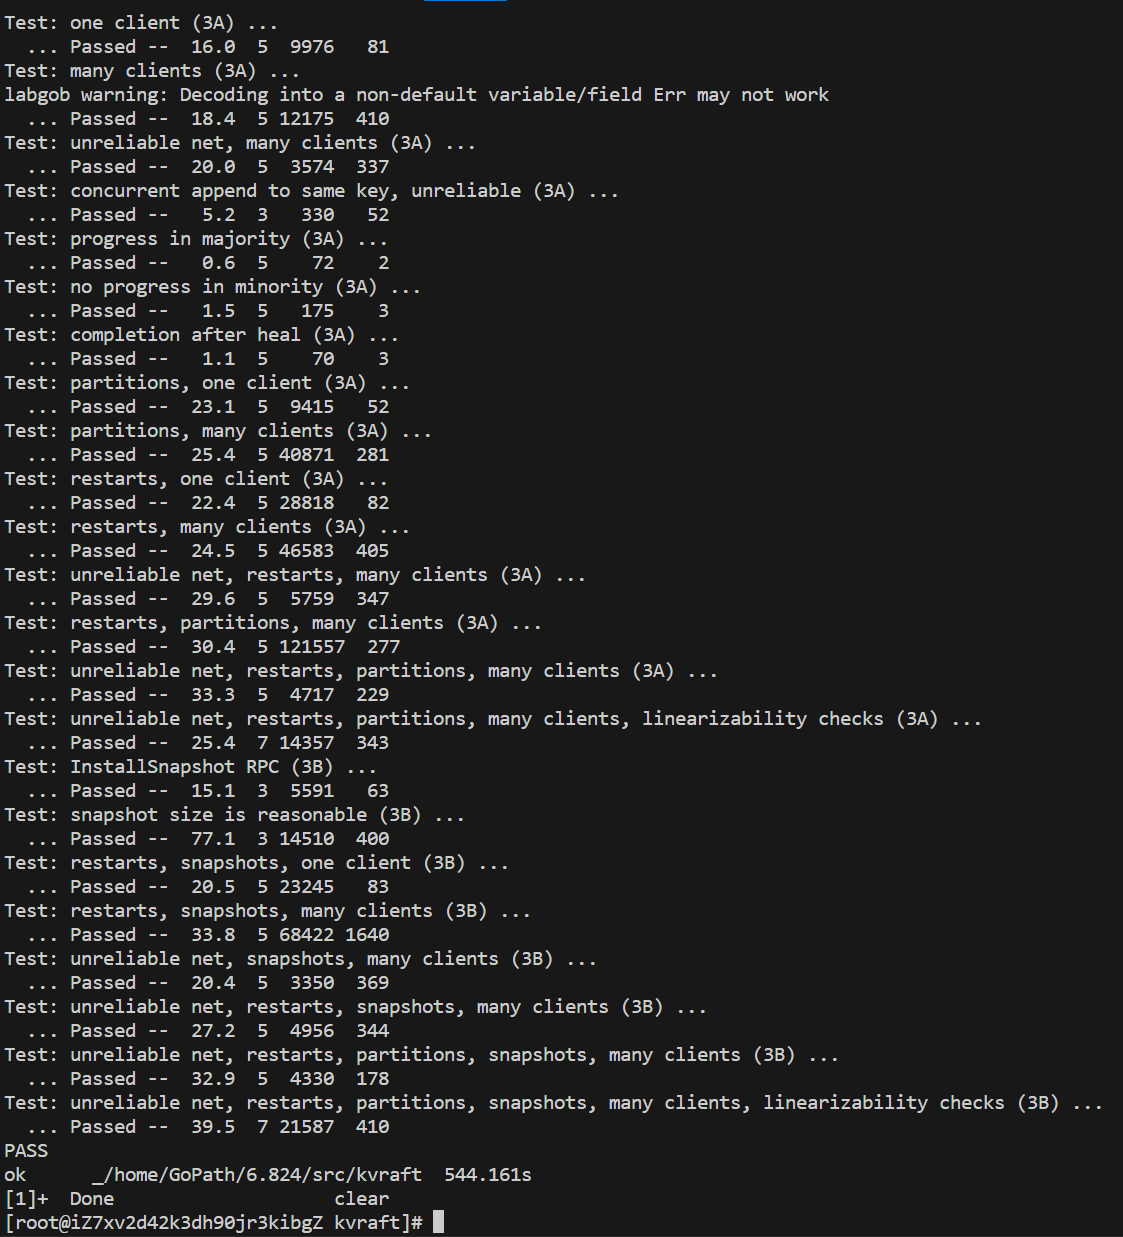 Test: one client (3A) ...
  ... Passed --  16.0  5  9976   81
Test: many clients (3A) ...
labgob warning: Decoding into a non-default variable/field Err may not work
  ... Passed --  18.4  5 12175  410
Test: unreliable net, many clients (3A) ...
  ... Passed --  20.0  5  3574  337
Test: concurrent append to same key, unreliable (3A) ...
  ... Passed --   5.2  3   330   52
Test: progress in majority (3A) ...
  ... Passed --   0.6  5    72    2
Test: no progress in minority (3A) ...
  ... Passed --   1.5  5   175    3
Test: completion after heal (3A) ...
  ... Passed --   1.1  5    70    3
Test: partitions, one client (3A) ...
  ... Passed --  23.1  5  9415   52
Test: partitions, many clients (3A) ...
  ... Passed --  25.4  5 40871  281
Test: restarts, one client (3A) ...
  ... Passed --  22.4  5 28818   82
Test: restarts, many clients (3A) ...
  ... Passed --  24.5  5 46583  405
Test: unreliable net, restarts, many clients (3A) ...
  ... Passed --  29.6  5  5759  347
Test: restarts, partitions, many clients (3A) ...
  ... Passed --  30.4  5 121557  277
Test: unreliable net, restarts, partitions, many clients (3A) ...
  ... Passed --  33.3  5  4717  229
Test: unreliable net, restarts, partitions, many clients, linearizability checks (3A) ...
  ... Passed --  25.4  7 14357  343
Test: InstallSnapshot RPC (3B) ...
  ... Passed --  15.1  3  5591   63
Test: snapshot size is reasonable (3B) ...
  ... Passed --  77.1  3 14510  400
Test: restarts, snapshots, one client (3B) ...
  ... Passed --  20.5  5 23245   83
Test: restarts, snapshots, many clients (3B) ...
  ... Passed --  33.8  5 68422 1640
Test: unreliable net, snapshots, many clients (3B) ...
  ... Passed --  20.4  5  3350  369
Test: unreliable net, restarts, snapshots, many clients (3B) ...
  ... Passed --  27.2  5  4956  344
Test: unreliable net, restarts, partitions, snapshots, many clients (3B) ...
  ... Passed --  32.9  5  4330  178
Test: unreliable net, restarts, partitions, snapshots, many clients, linearizability checks (3B) ...
  ... Passed --  39.5  7 21587  410
PASS
ok      _/home/GoPath/6.824/src/kvraft  544.161s
[1]+  Done                    clear
[root@iZ7xv2d42k3dh90jr3kibgZ kvraft]#